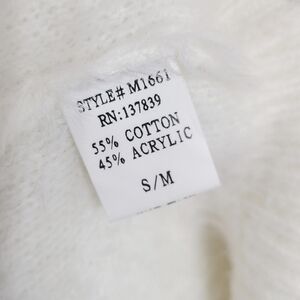 STYLE# M1661
RN:137839
55% COTTON
45% ACRYLIC
S/M